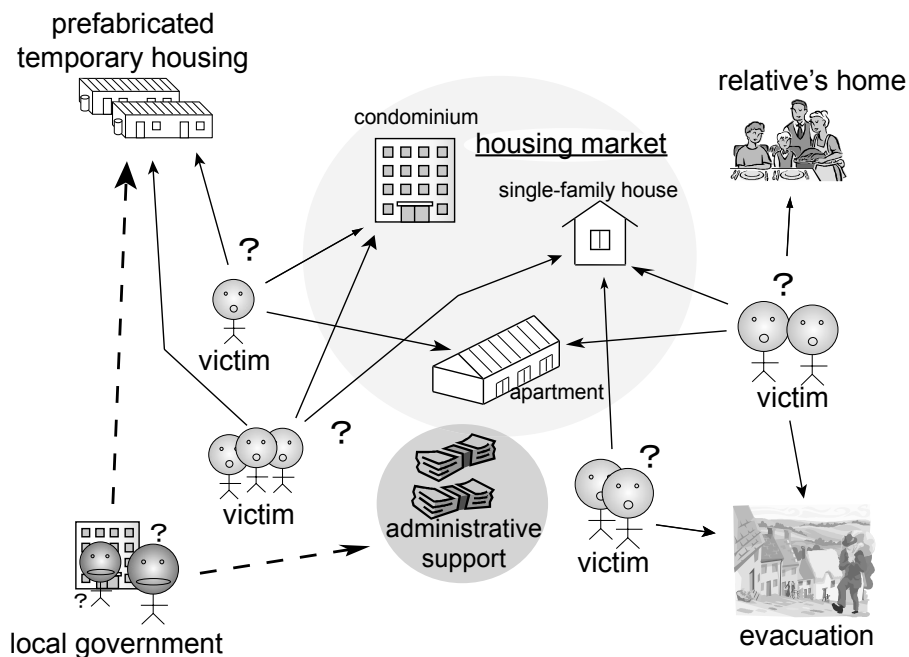 prefabricated
temporary housing
relative's home
condominium
housing market
single-family house
?
?
victim
?
victim
apartment
?
victim
?
victim
administrative
support
?
?
local government
evacuation